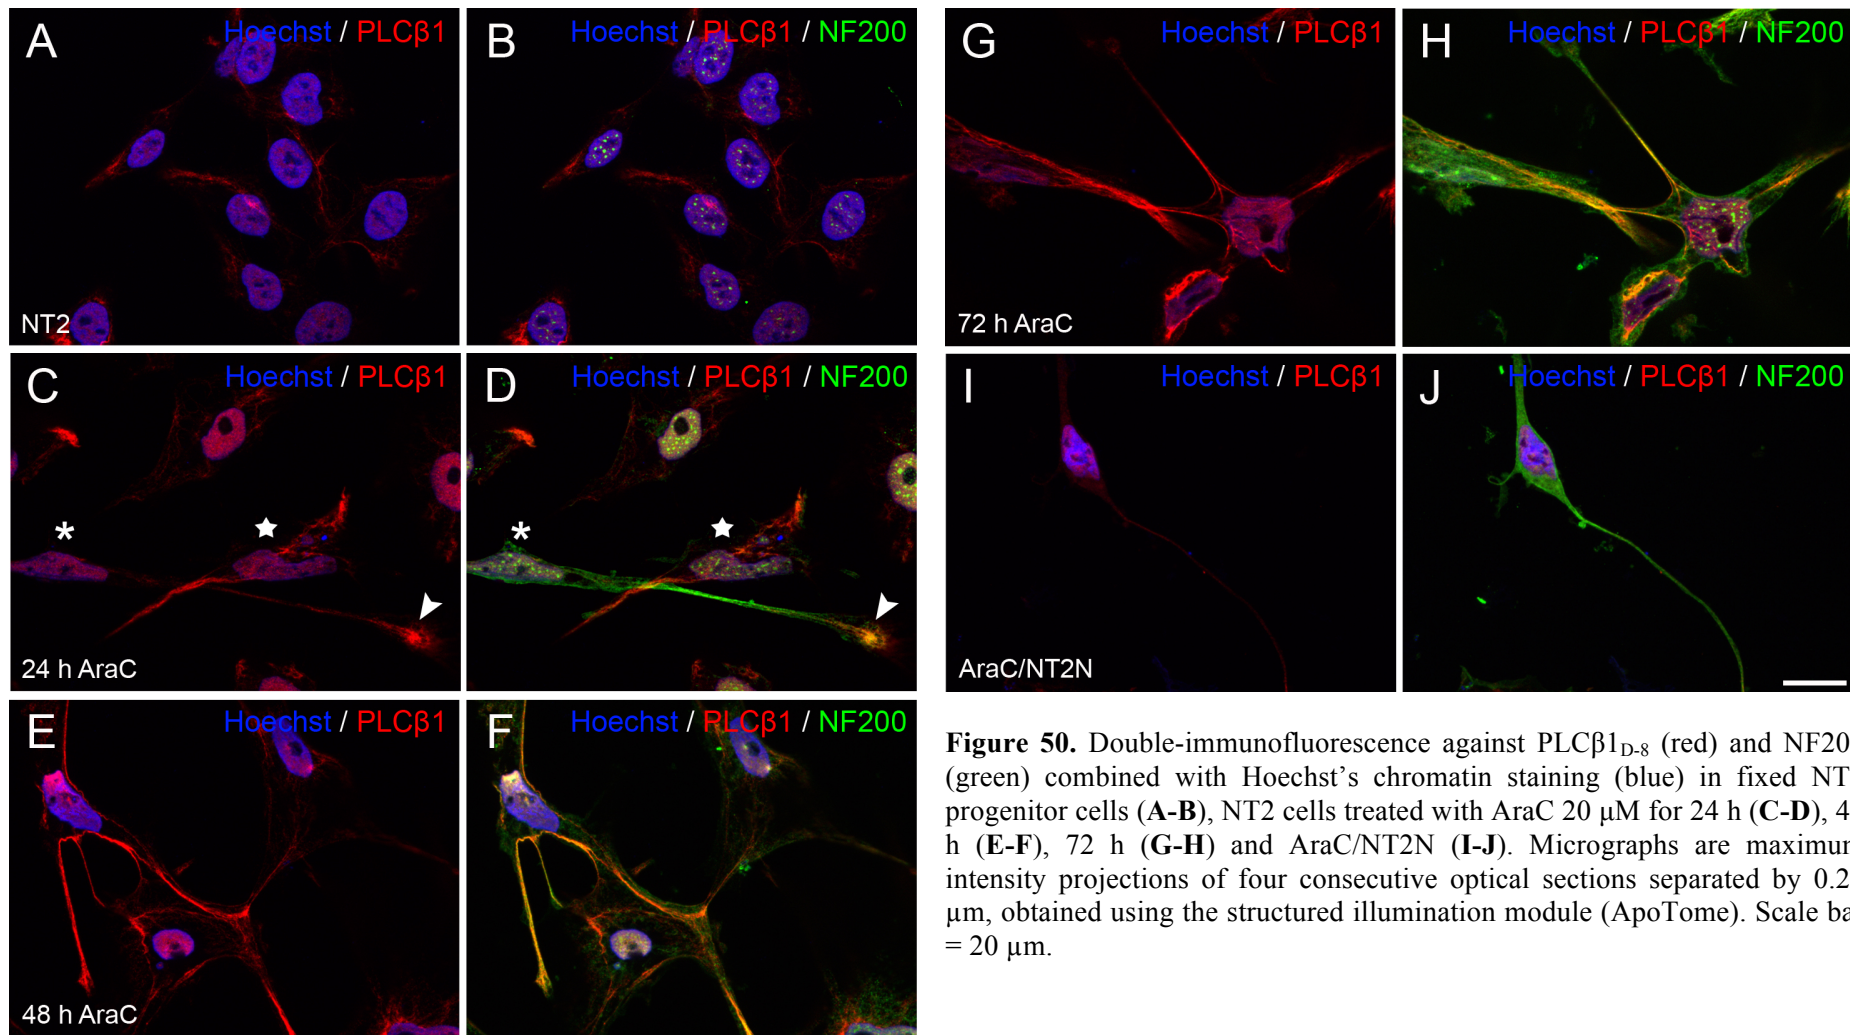 A Hoechst / PLCβ1
NT2
B Hoechst / PLCβ1 / NF200
C Hoechst / PLCβ1
*
24 h AraC
D Hoechst / PLCβ1 / NF200
*
E Hoechst / PLCβ1
48 h AraC
F Hoechst / PLCβ1 / NF200
G Hoechst / PLCβ1
72 h AraC
H Hoechst / PLCβ1 / NF200
I Hoechst / PLCβ1
AraC/NT2N
J Hoechst / PLCβ1 / NF200
Figure 50. Double-immunofluorescence against PLCβ1D-8 (red) and NF20
(green) combined with Hoechst’s chromatin staining (blue) in fixed NT
progenitor cells (A-B), NT2 cells treated with AraC 20 µM for 24 h (C-D), 4
h (E-F), 72 h (G-H) and AraC/NT2N (I-J). Micrographs are maximu
intensity projections of four consecutive optical sections separated by 0.2
µm, obtained using the structured illumination module (ApoTome). Scale ba
= 20 µm.